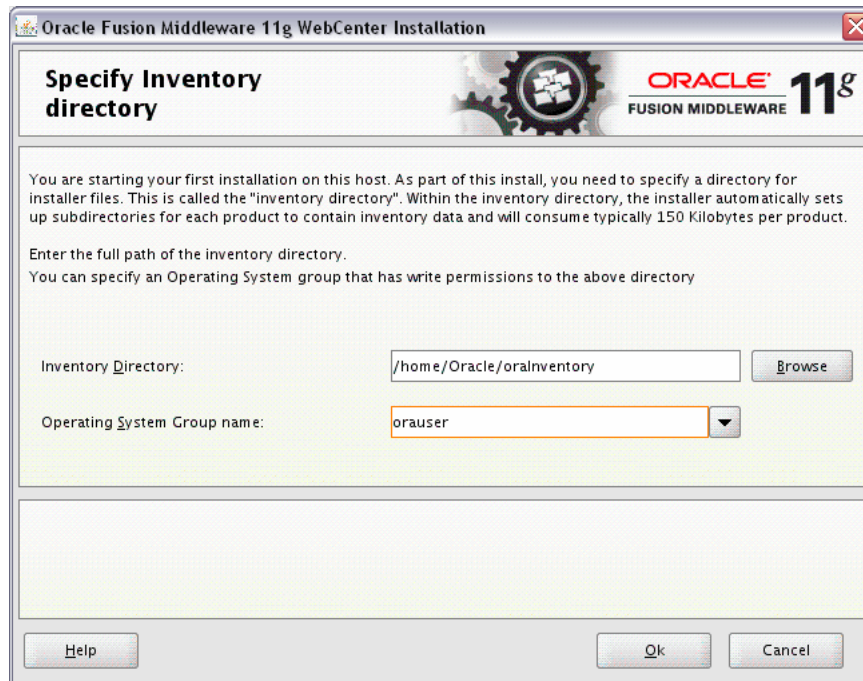 Oracle Fusion Middleware 11g WebCenter Installation
Specify Inventory
directory
ORACLE
FUSION MIDDLEWARE 11g
You are starting your first installation on this host. As part of this install, you need to specify a directory for
installer files. This is called the "inventory directory". Within the inventory directory, the installer automatically sets
up subdirectories for each product to contain inventory data and will consume typically 150 Kilobytes per product.
Enter the full path of the inventory directory.
You can specify an Operating System group that has write permissions to the above directory
Inventory Directory: /home/Oracle/oraInventory Browse
Operating System Group name: orauser
Help Ok Cancel